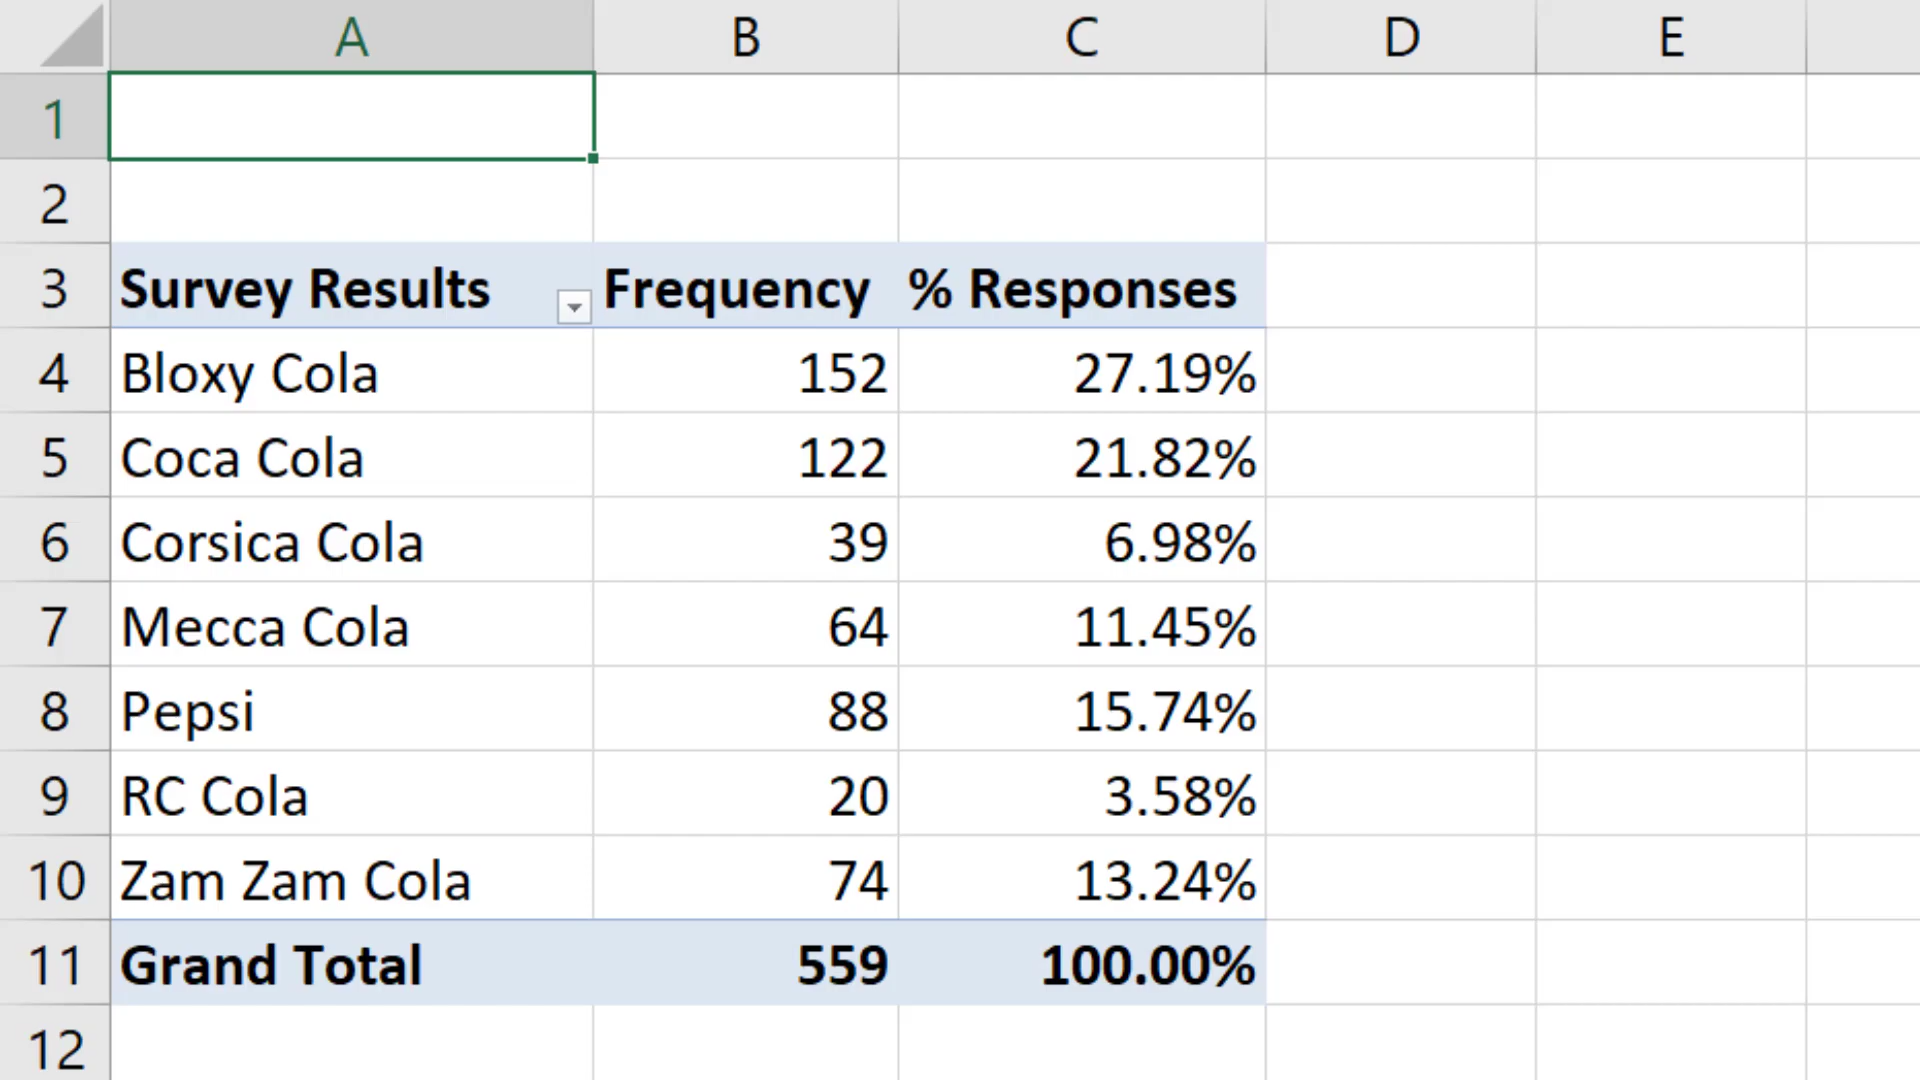 A B C D E
1
2
3 Survey Results Frequency % Responses
4 Bloxy Cola 152 27.19%
5 Coca Cola 122 21.82%
6 Corsica Cola 39 6.98%
7 Mecca Cola 64 11.45%
8 Pepsi 88 15.74%
9 RC Cola 20 3.58%
10 Zam Zam Cola 74 13.24%
11 Grand Total 559 100.00%
12